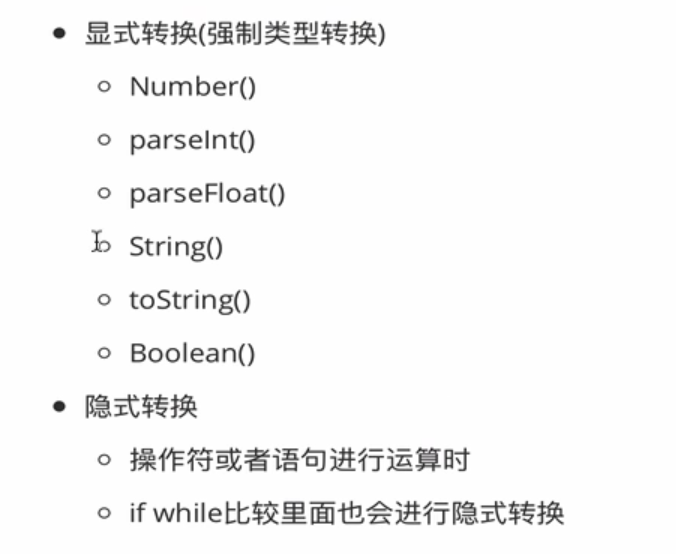 显式转换(强制类型转换)
Number()
parseInt()
parseFloat()
String()
toString()
Boolean()
隐式转换
操作符或者语句进行运算时
if while比较里面也会进行隐式转换